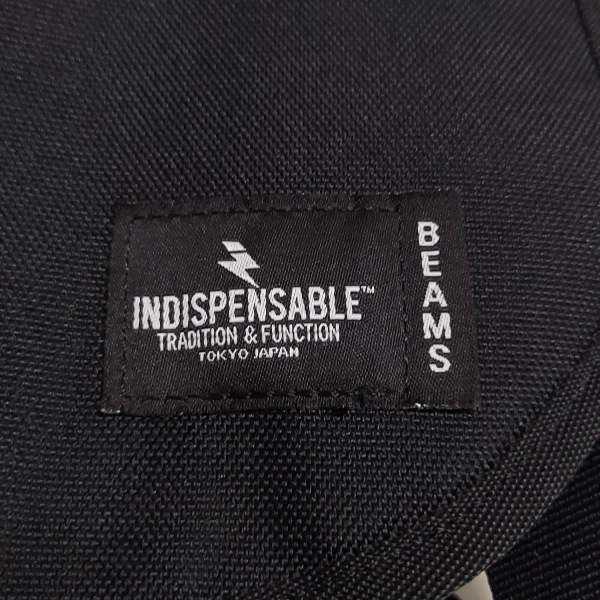 INDISPENSABLE™
TRADITION & FUNCTION
TOKYO JAPAN
BEAMS